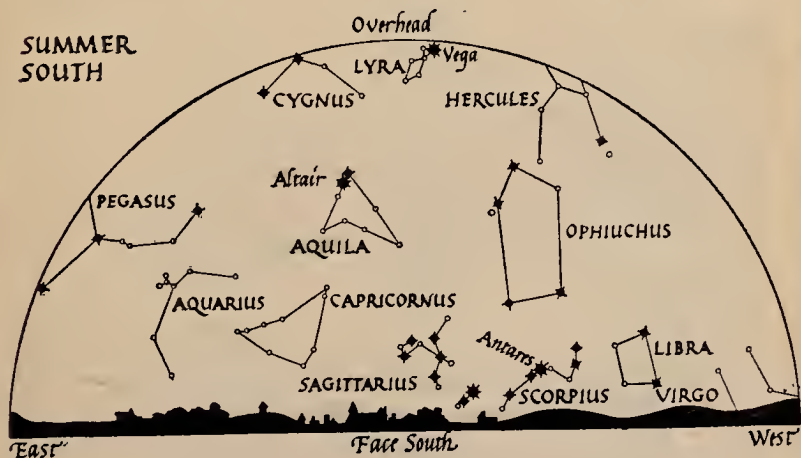 Overhead
SUMMER
SOUTH
Vega
LYRA
CYGNUS
HERCULES
Altair
PEGASUS
OPHIUCHUS
AQUILA
AQUARIUS
CAPRICORNUS
Antares
LIBRA
SAGITTARIUS
SCORPIUS
VIRGO
East
Face South
West